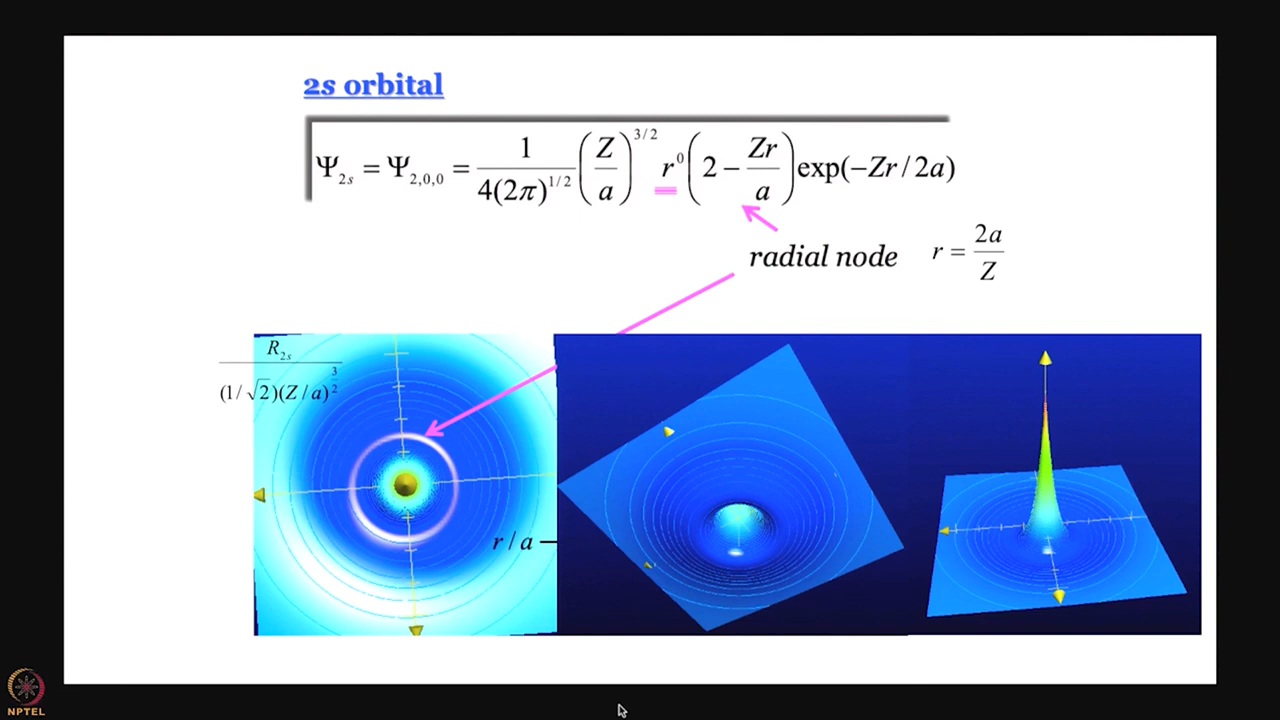 2s orbital
Ψ₂ₛ = Ψ₂,₀,₀ = 1/(4(2π)^{1/2}) (Z/a)^{3/2} r⁰ (2 − Zr/a) exp(−Zr/2a)
radial node r = 2a/Z
R₂ₛ/((1/√2)(Z/a)^{3/2})
r/a
NPTEL